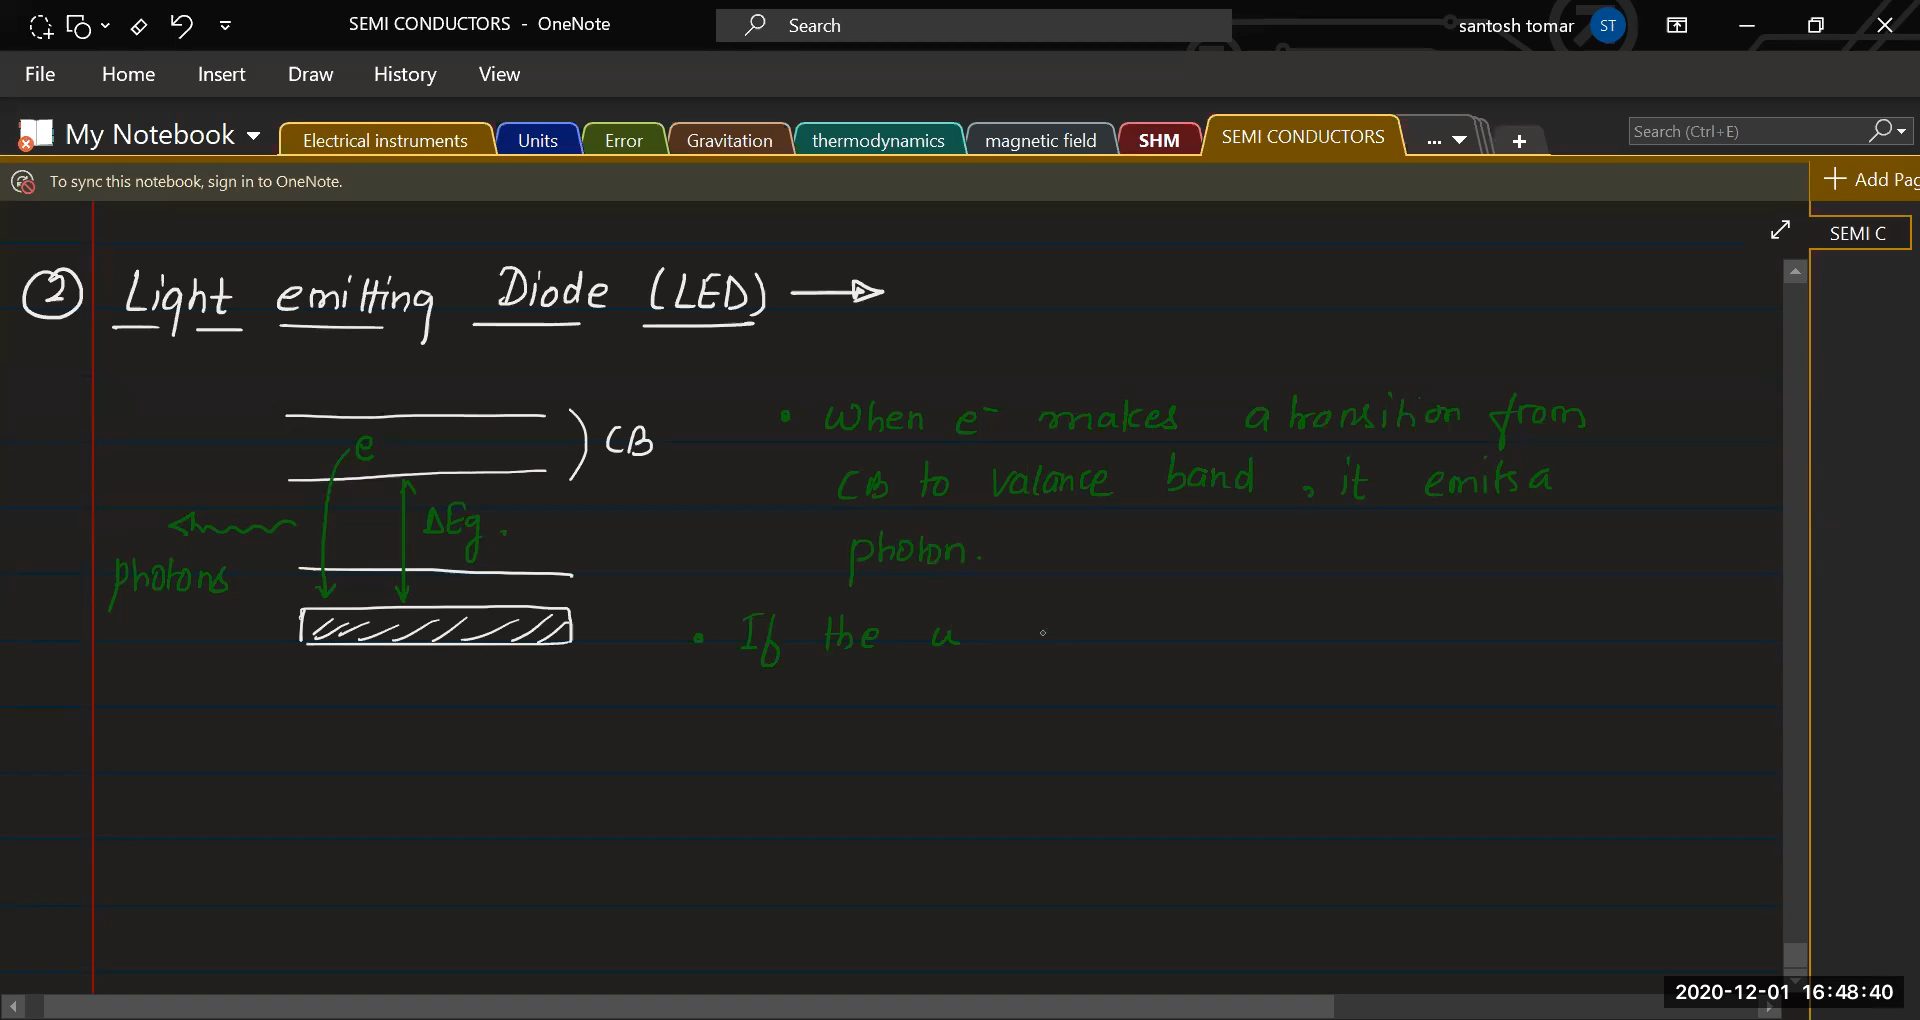 SEMI CONDUCTORS - OneNote
Search
santosh tomar ST
File Home Insert Draw History View
My Notebook
Electrical instruments Units Error Gravitation thermodynamics magnetic field SHM SEMI CONDUCTORS ... +
Search (Ctrl+E)
To sync this notebook, sign in to OneNote.
+ Add Pag
SEMI C
② Light emitting Diode (LED) →
CB
e
ΔEg.
photons
• When e⁻ makes a transition from
CB to valance band, it emits a
photon.
• If the u
2020-12-01 16:48:40